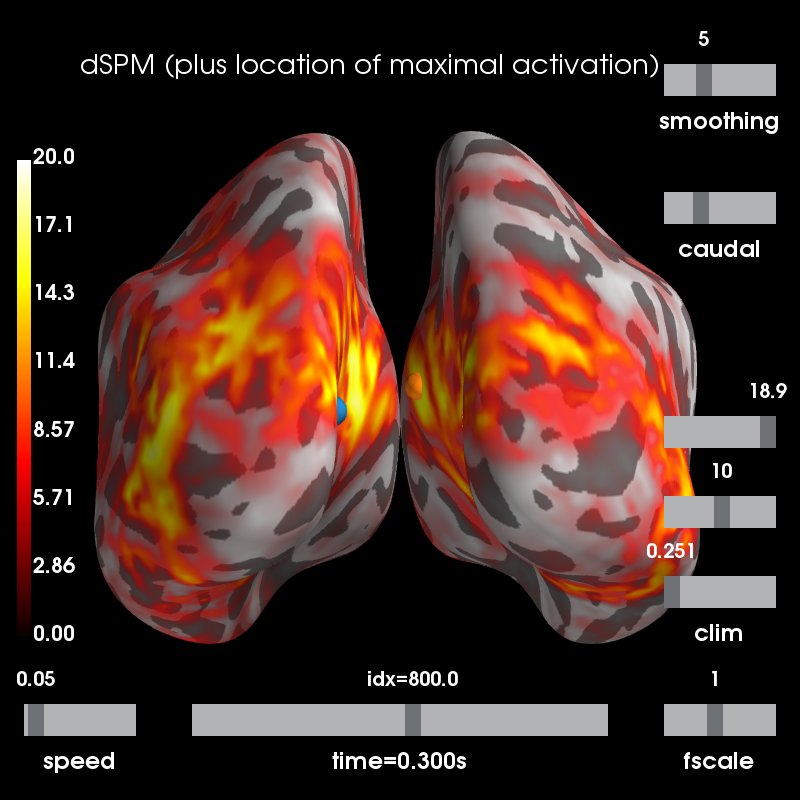 5
dSPM (plus location of maximal activation)
smoothing
20.0
17.1
14.3
11.4
8.57
5.71
2.86
0.00
caudal
18.9
10
0.251
clim
0.05
idx=800.0
1
speed
time=0.300s
fscale